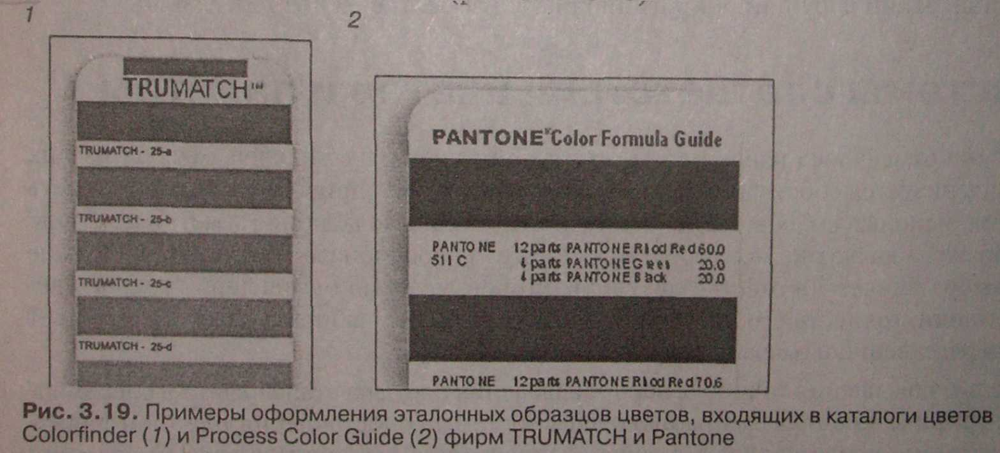 1
2
TRUMATCH™
TRUMATCH - 25-a
TRUMATCH - 25-b
TRUMATCH - 25-c
TRUMATCH - 25-d
PANTONE® Color Formula Guide
PANTONE 12 parts PANTONE Rhod Red 60.0
511 C 4 parts PANTONE Green 20.0
4 parts PANTONE Black 20.0
PANTONE 12 parts PANTONE Rhod Red 70.6
Рис. 3.19. Примеры оформления эталонных образцов цветов, входящих в каталоги цветов
Colorfinder (1) и Process Color Guide (2) фирм TRUMATCH и Pantone